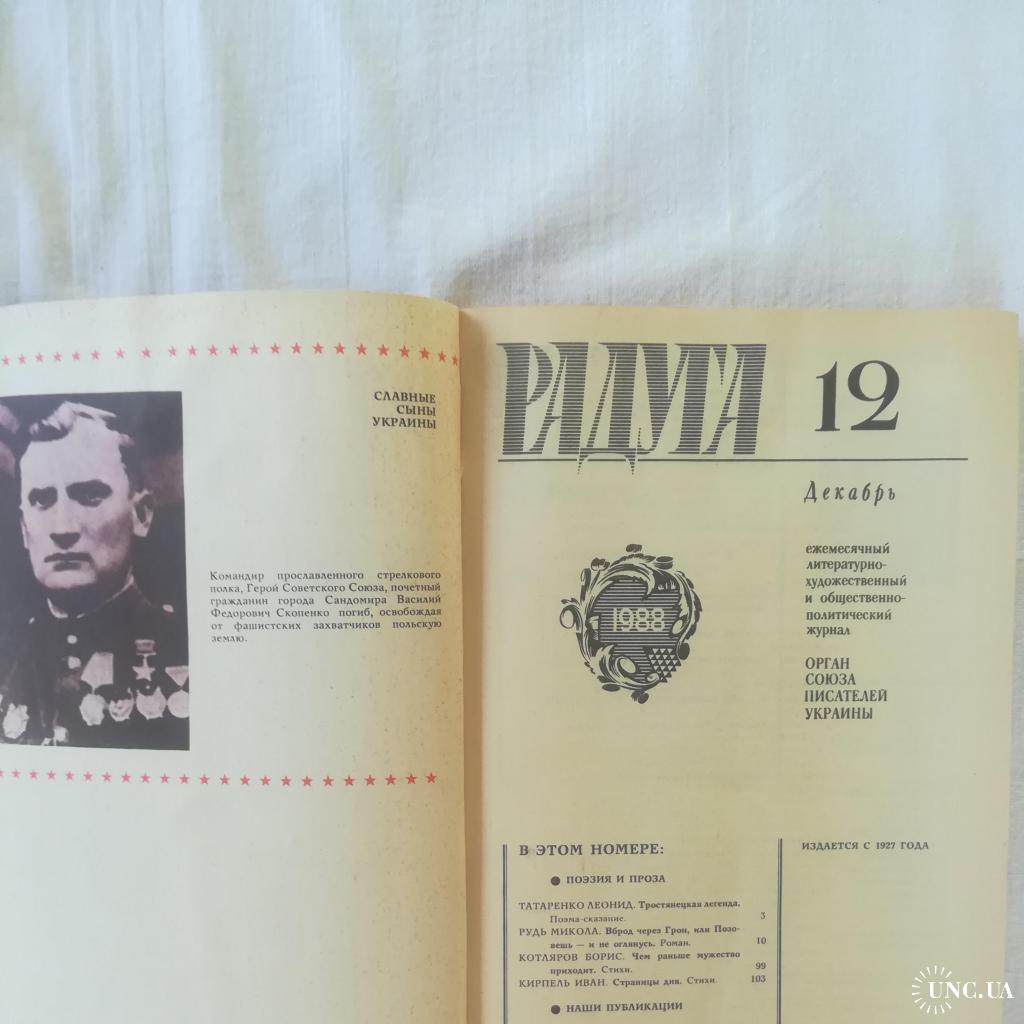 СЛАВНЫЕ
СЫНЫ
УКРАИНЫ
Командир прославленного стрелкового
полка, Герой Советского Союза, почетный
гражданин города Сандомира Василий
Федорович Скопенко погиб, освобождая
от фашистских захватчиков польскую
землю.
РАДУГА
12
Декабрь
ежемесячный
литературно-
художественный
и общественно-
политический
журнал
ОРГАН
СОЮЗА
ПИСАТЕЛЕЙ
УКРАИНЫ
1988
В ЭТОМ НОМЕРЕ:
● ПОЭЗИЯ И ПРОЗА
ТАТАРЕНКО ЛЕОНИД. Тростянецкая легенда.
Поэма-сказание. 3
РУДЬ МИКОЛА. Вброд через Грон, или Позо-
вешь — и не оглянусь. Роман. 10
КОТЛЯРОВ БОРИС. Чем раньше мужество
приходит. Стихи. 99
КИРПЕЛЬ ИВАН. Страницы дня. Стихи. 103
● НАШИ ПУБЛИКАЦИИ
ИЗДАЕТСЯ С 1927 ГОДА
UNC.UA